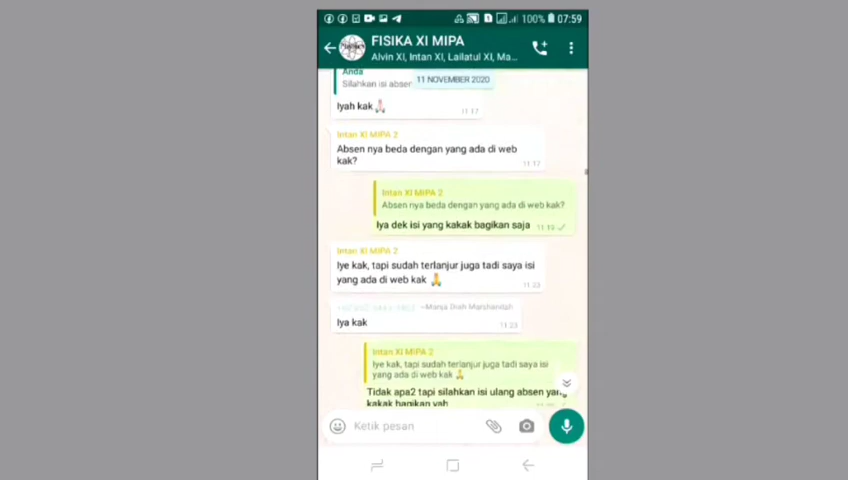 100% 07:59
FISIKA XI MIPA
Alvin XI, Intan XI, Lailatul XI, Ma...
Anda
Silahkan isi absen
11 NOVEMBER 2020
Iyah kak
11:17
Intan XI MIPA 2
Absen nya beda dengan yang ada di web
kak?
11:17
Intan XI MIPA 2
Absen nya beda dengan yang ada di web kak?
Iya dek isi yang kakak bagikan saja
11:19
Intan XI MIPA 2
Iye kak, tapi sudah terlanjur juga tadi saya isi
yang ada di web kak
11:23
Iya kak
11:23
Intan XI MIPA 2
Iye kak, tapi sudah terlanjur juga tadi saya isi
yang ada di web kak
Tidak apa2 tapi silahkan isi ulang absen yang
kakak bagikan yah
Ketik pesan